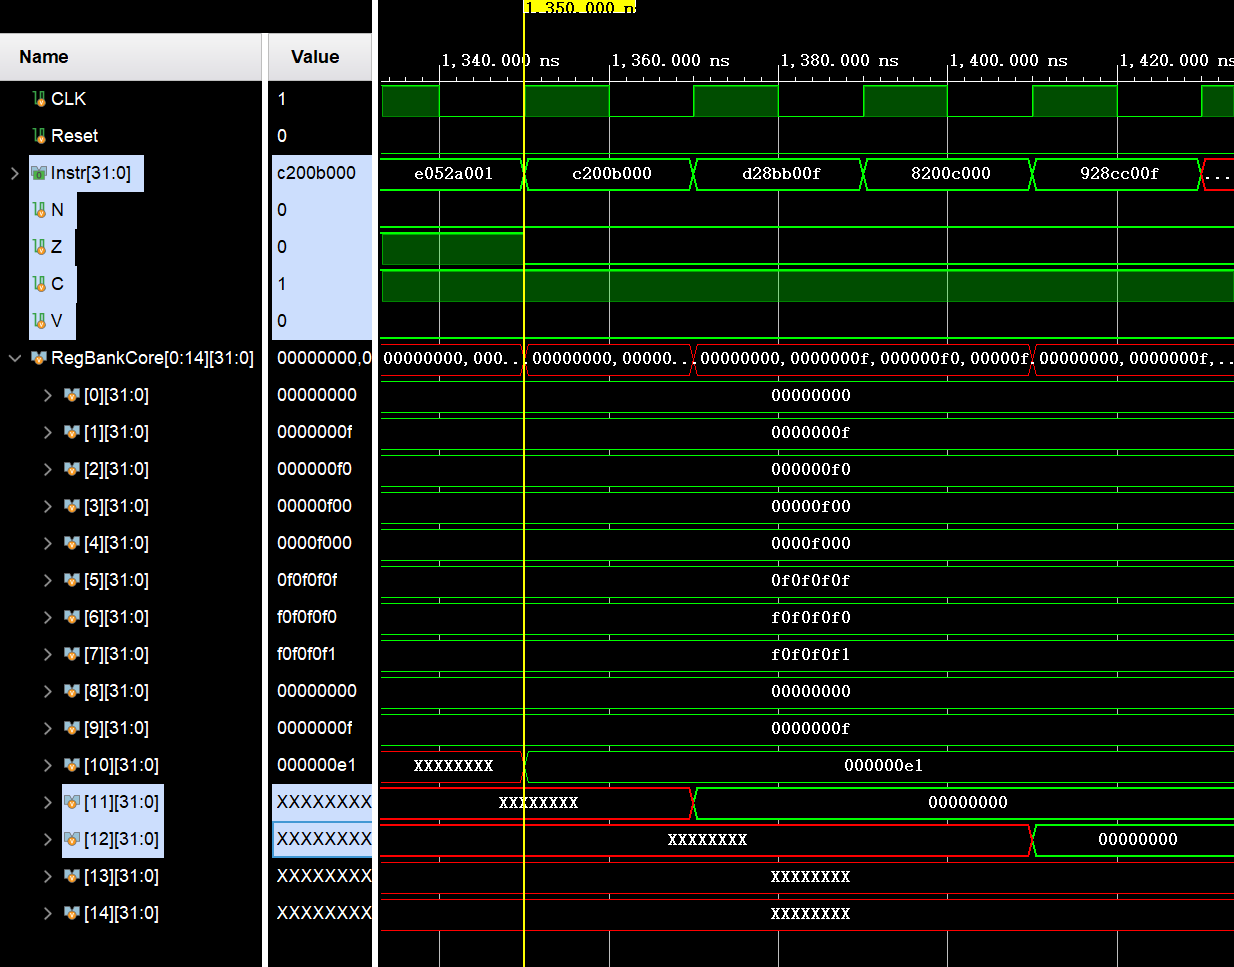 1,350.000 n
Name Value
1,340.000 ns 1,360.000 ns 1,380.000 ns 1,400.000 ns 1,420.000 ns
CLK 1
Reset 0
Instr[31:0] c200b000 e052a001 c200b000 d28bb00f 8200c000 928cc00f ...
N 0
Z 0
C 1
V 0
RegBankCore[0:14][31:0] 00000000,0 00000000,000... 00000000,00000... 00000000,0000000f,000000f0,00000f. 00000000,0000000f,...
[0][31:0] 00000000 00000000
[1][31:0] 0000000f 0000000f
[2][31:0] 000000f0 000000f0
[3][31:0] 00000f00 00000f00
[4][31:0] 0000f000 0000f000
[5][31:0] 0f0f0f0f 0f0f0f0f
[6][31:0] f0f0f0f0 f0f0f0f0
[7][31:0] f0f0f0f1 f0f0f0f1
[8][31:0] 00000000 00000000
[9][31:0] 0000000f 0000000f
[10][31:0] 000000e1 XXXXXXXX 000000e1
[11][31:0] XXXXXXXX XXXXXXXX 00000000
[12][31:0] XXXXXXXX XXXXXXXX 00000000
[13][31:0] XXXXXXXX XXXXXXXX
[14][31:0] XXXXXXXX XXXXXXXX